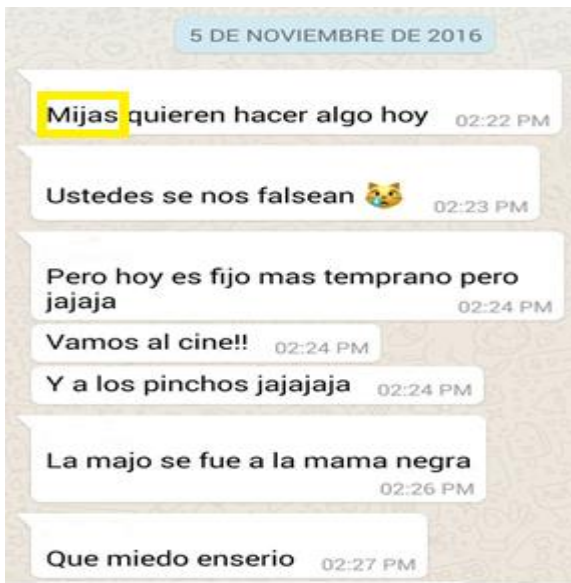 5 DE NOVIEMBRE DE 2016
Mijas quieren hacer algo hoy 02:22 PM
Ustedes se nos falsean 😿 02:23 PM
Pero hoy es fijo mas temprano pero
jajaja 02:24 PM
Vamos al cine!! 02:24 PM
Y a los pinchos jajajaja 02:24 PM
La majo se fue a la mama negra
02:26 PM
Que miedo enserio 02:27 PM